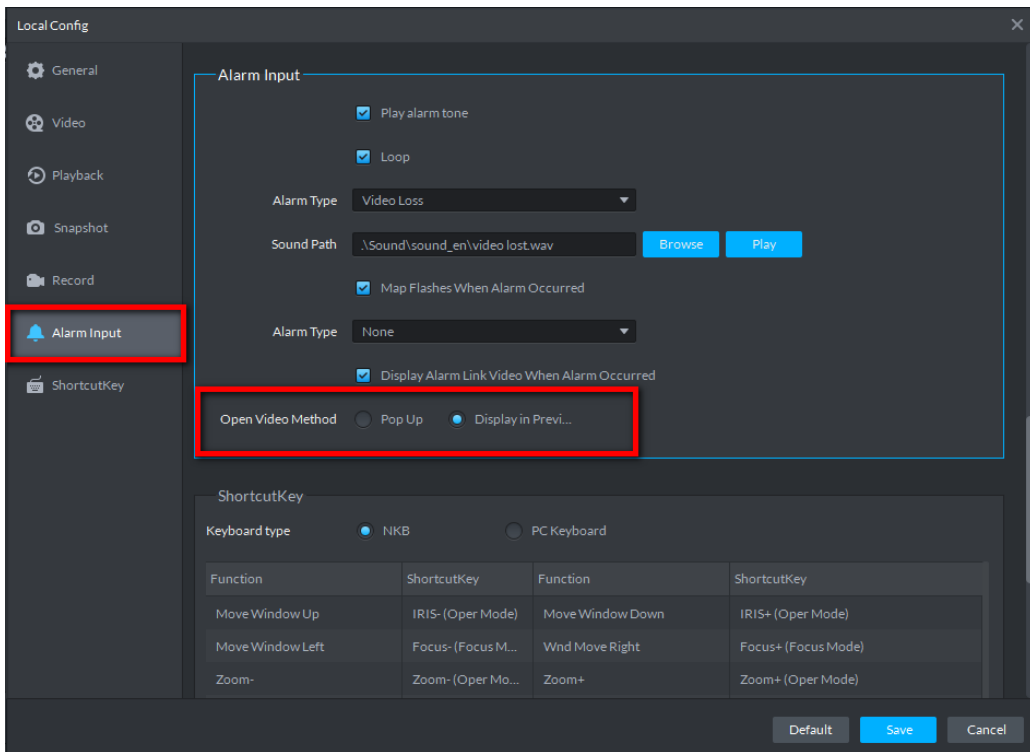 Local Config
General
Video
Playback
Snapshot
Record
Alarm Input
ShortcutKey
Alarm Input
Play alarm tone
Loop
Alarm Type Video Loss
Sound Path .\Sound\sound_en\video lost.wav Browse Play
Map Flashes When Alarm Occurred
Alarm Type None
Display Alarm Link Video When Alarm Occurred
Open Video Method Pop Up Display in Previ...
ShortcutKey
Keyboard type NKB PC Keyboard
Function ShortcutKey Function ShortcutKey
Move Window Up IRIS- (Oper Mode) Move Window Down IRIS+ (Oper Mode)
Move Window Left Focus- (Focus M... Wnd Move Right Focus+ (Focus Mode)
Zoom- Zoom- (Oper Mo... Zoom+ Zoom+ (Oper Mode)
Default Save Cancel